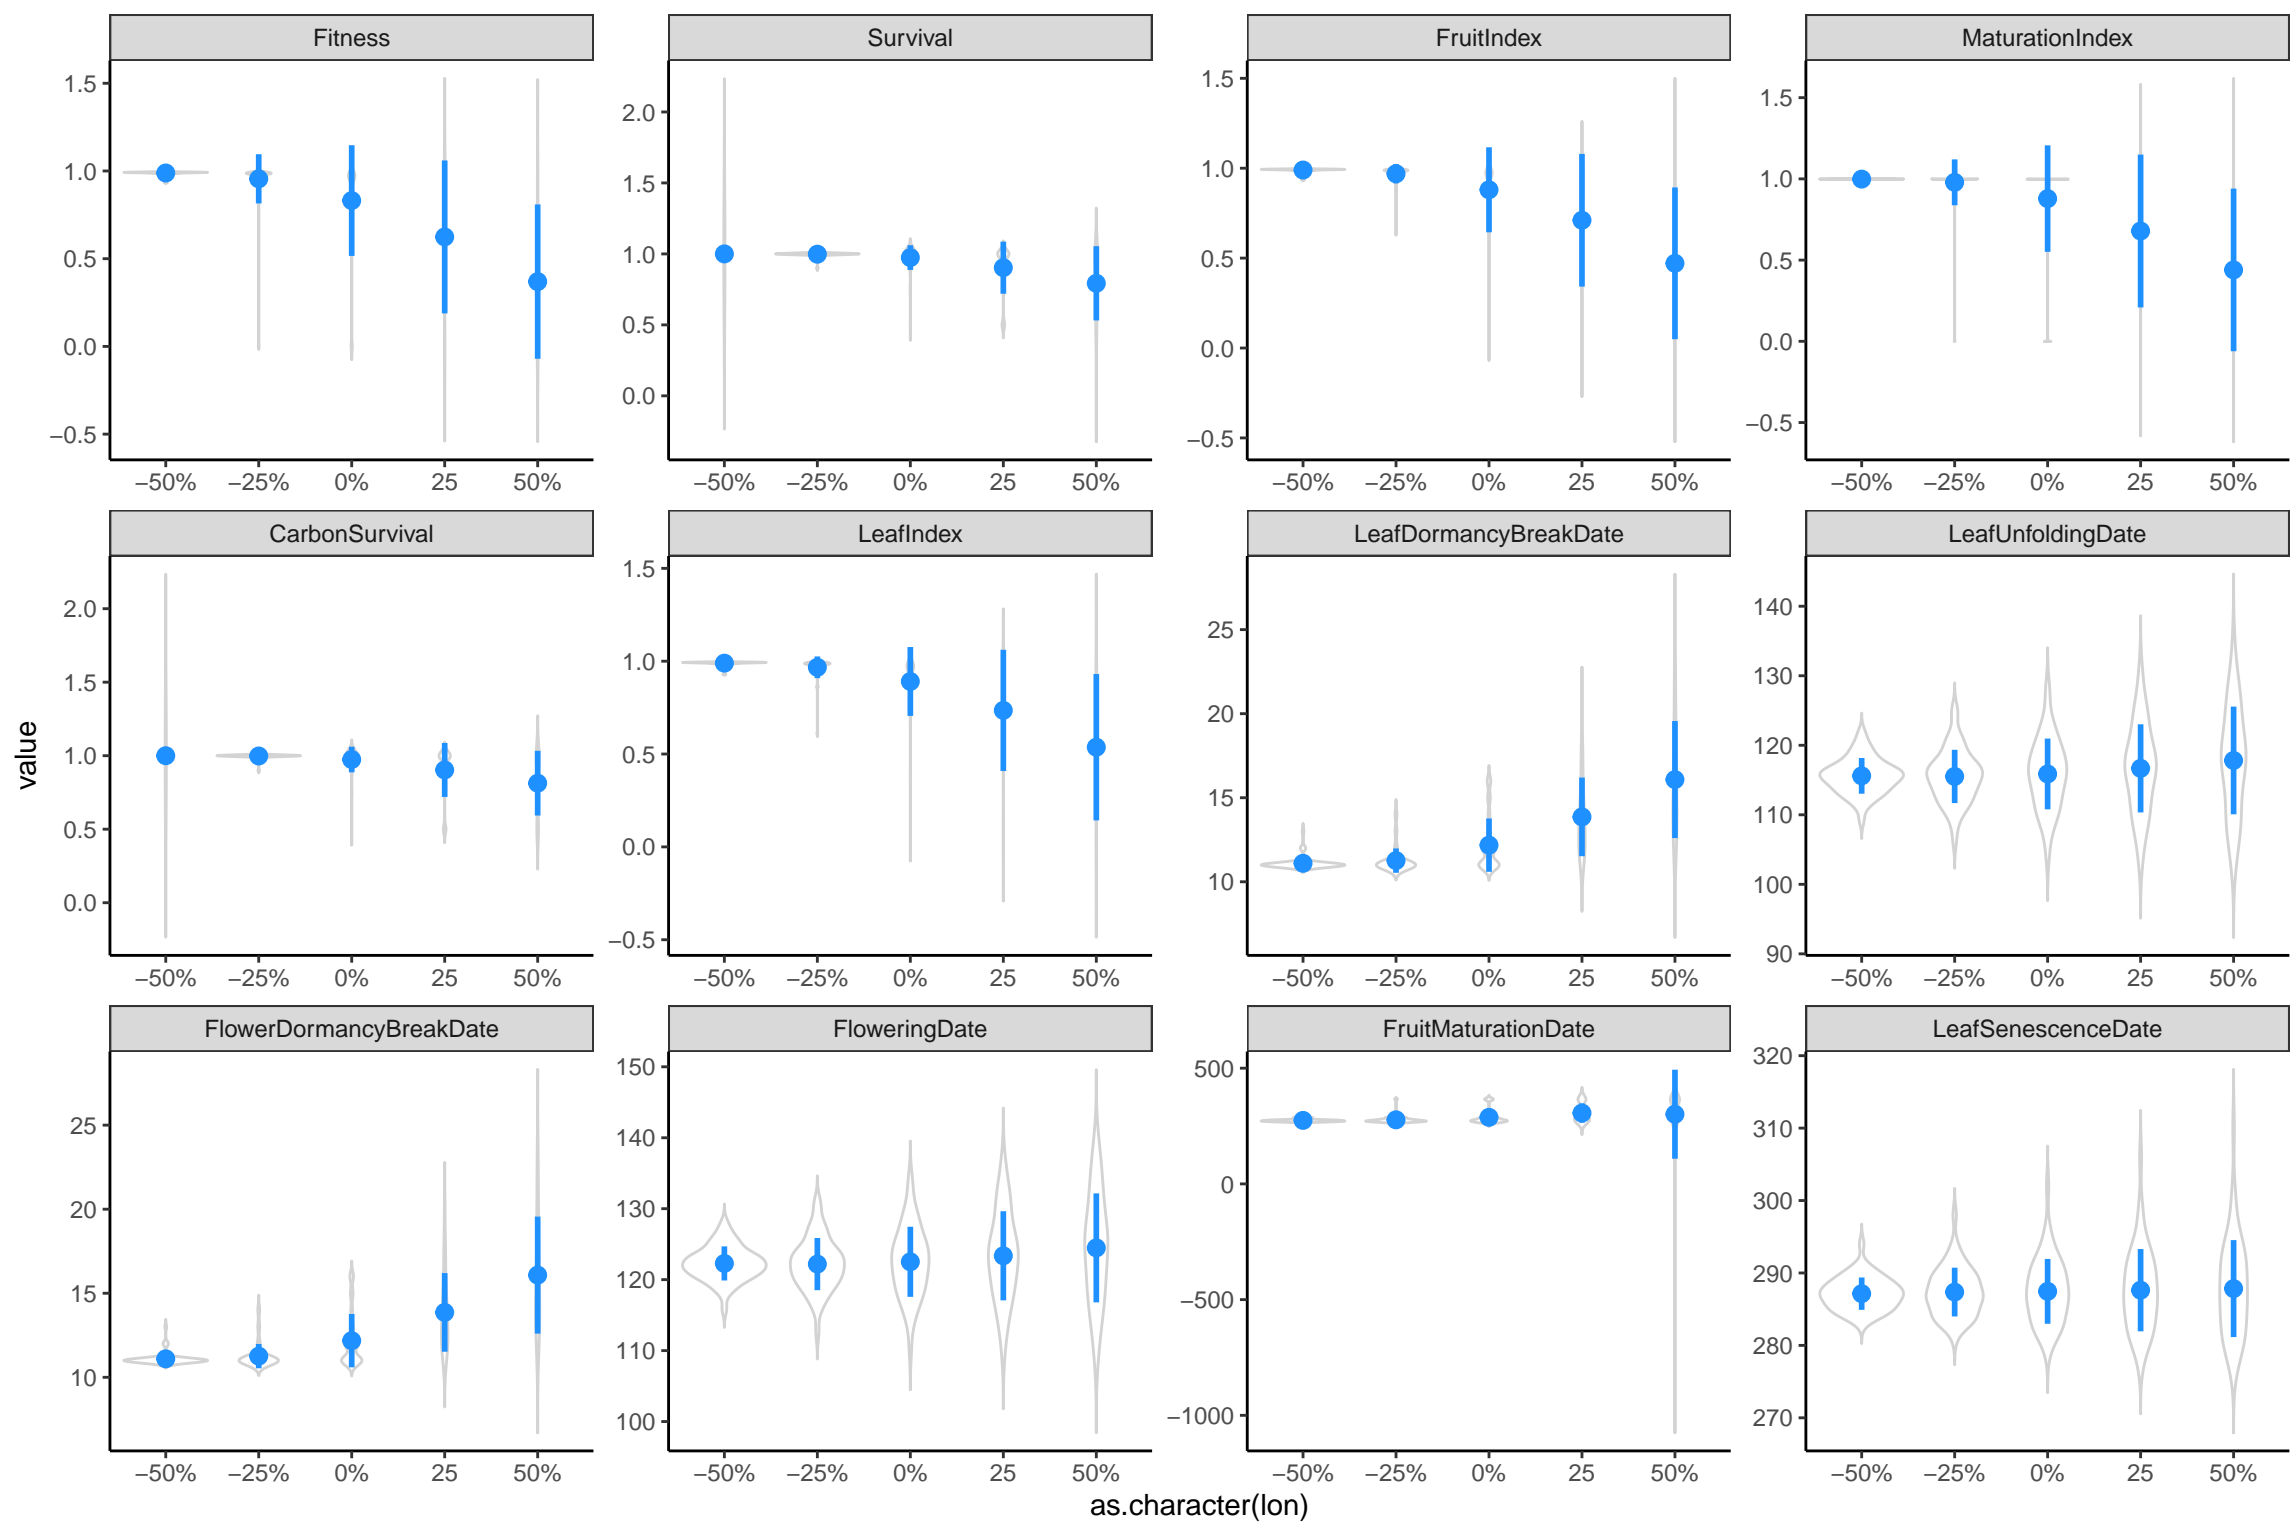 Fitness Survival FruitIndex MaturationIndex
1.5 1.0 0.5 0.0 −0.5
2.0 1.5 1.0 0.5 0.0
1.5 1.0 0.5 0.0 −0.5
1.5 1.0 0.5 0.0 −0.5
−50% −25% 0% 25 50% −50% −25% 0% 25 50% −50% −25% 0% 25 50% −50% −25% 0% 25 50%
CarbonSurvival LeafIndex LeafDormancyBreakDate LeafUnfoldingDate
2.0 1.5 1.0 0.5 0.0
1.5 1.0 0.5 0.0 −0.5
25 20 15 10
140 130 120 110 100 90
−50% −25% 0% 25 50% −50% −25% 0% 25 50% −50% −25% 0% 25 50% −50% −25% 0% 25 50%
FlowerDormancyBreakDate FloweringDate FruitMaturationDate LeafSenescenceDate
25 20 15 10
150 140 130 120 110 100
500 0 −500 −1000
320 310 300 290 280 270
−50% −25% 0% 25 50% −50% −25% 0% 25 50% −50% −25% 0% 25 50% −50% −25% 0% 25 50%
value
as.character(lon)